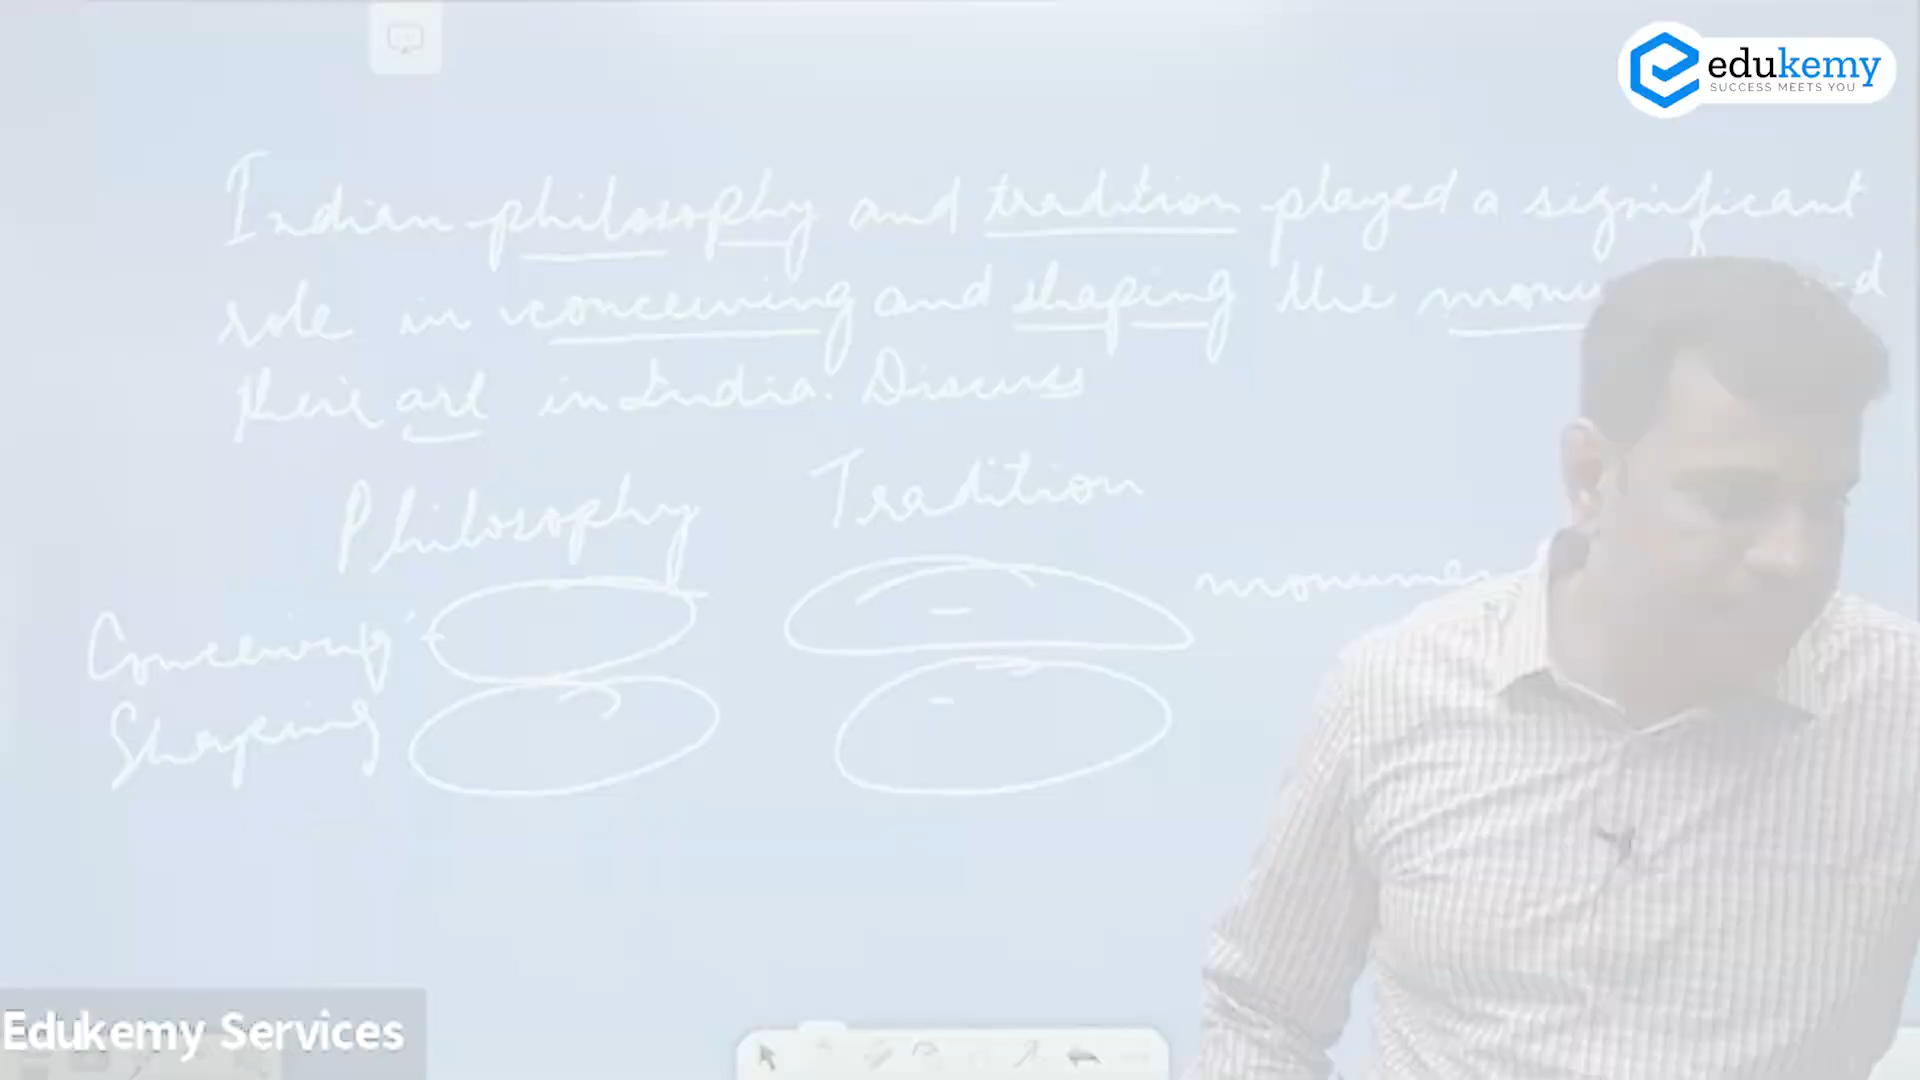 edukemy
SUCCESS MEETS YOU
Indian philosophy and tradition played a significant
role in conceiving and shaping the
their art in India. Discuss
Philosophy Tradition
Conceiving
Shaping
Edukemy Services